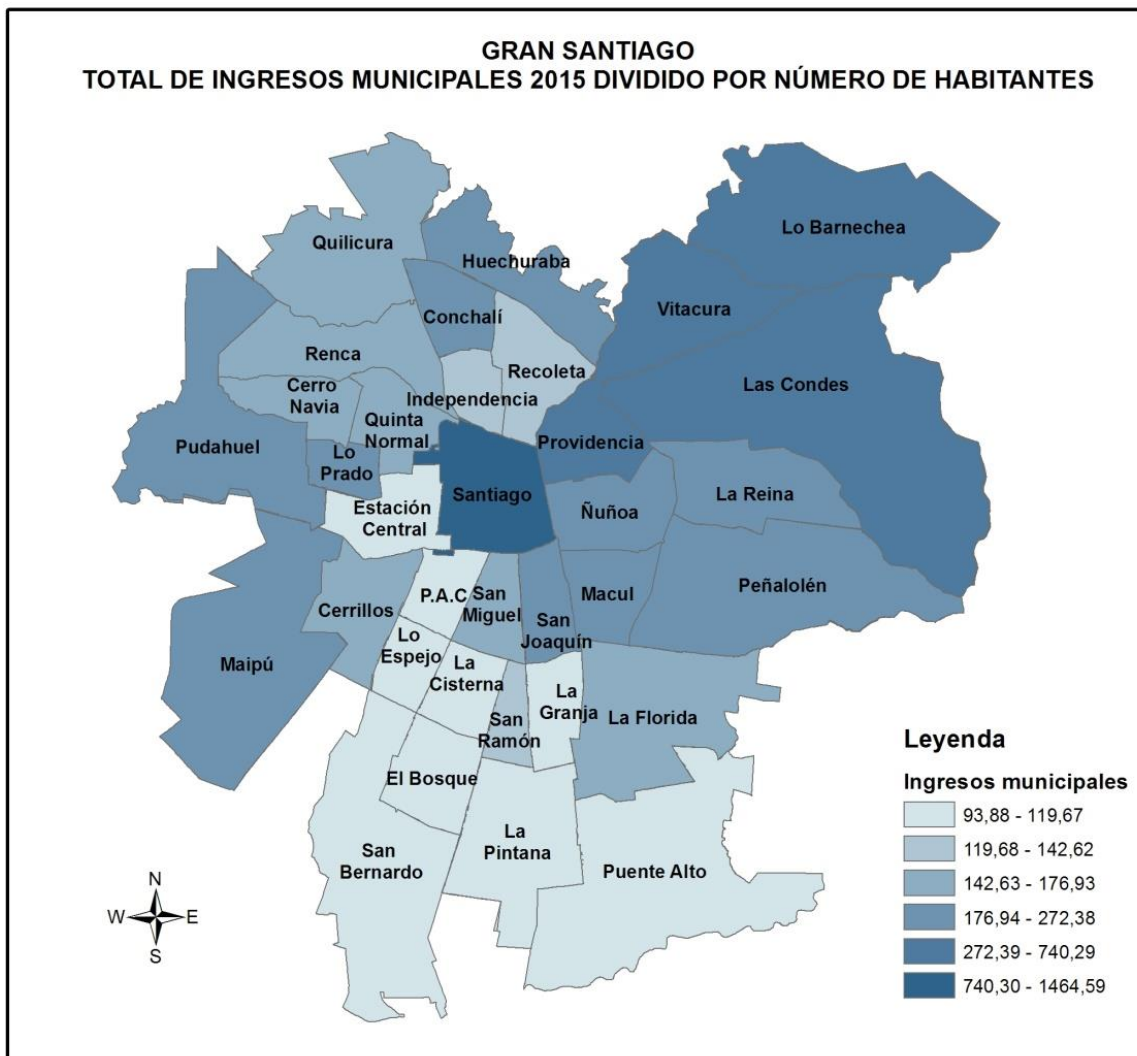 GRAN SANTIAGO
TOTAL DE INGRESOS MUNICIPALES 2015 DIVIDIDO POR NÚMERO DE HABITANTES
Lo Barnechea
Quilicura
Huechuraba
Vitacura
Conchalí
Renca
Recoleta
Las Condes
Cerro
Navia
Independencia
Quinta
Normal
Pudahuel
Providencia
Lo
Prado
Santiago
La Reina
Estación
Central
Ñuñoa
Peñalolén
P.A.C
San
Miguel
Macul
Cerrillos
San
Joaquín
Lo
Espejo
Maipú
La
Cisterna
La
Granja
La Florida
San
Ramón
El Bosque
La
Pintana
San
Bernardo
Puente Alto
Leyenda
Ingresos municipales
93,88 - 119,67
119,68 - 142,62
142,63 - 176,93
176,94 - 272,38
272,39 - 740,29
740,30 - 1464,59
N
W
E
S